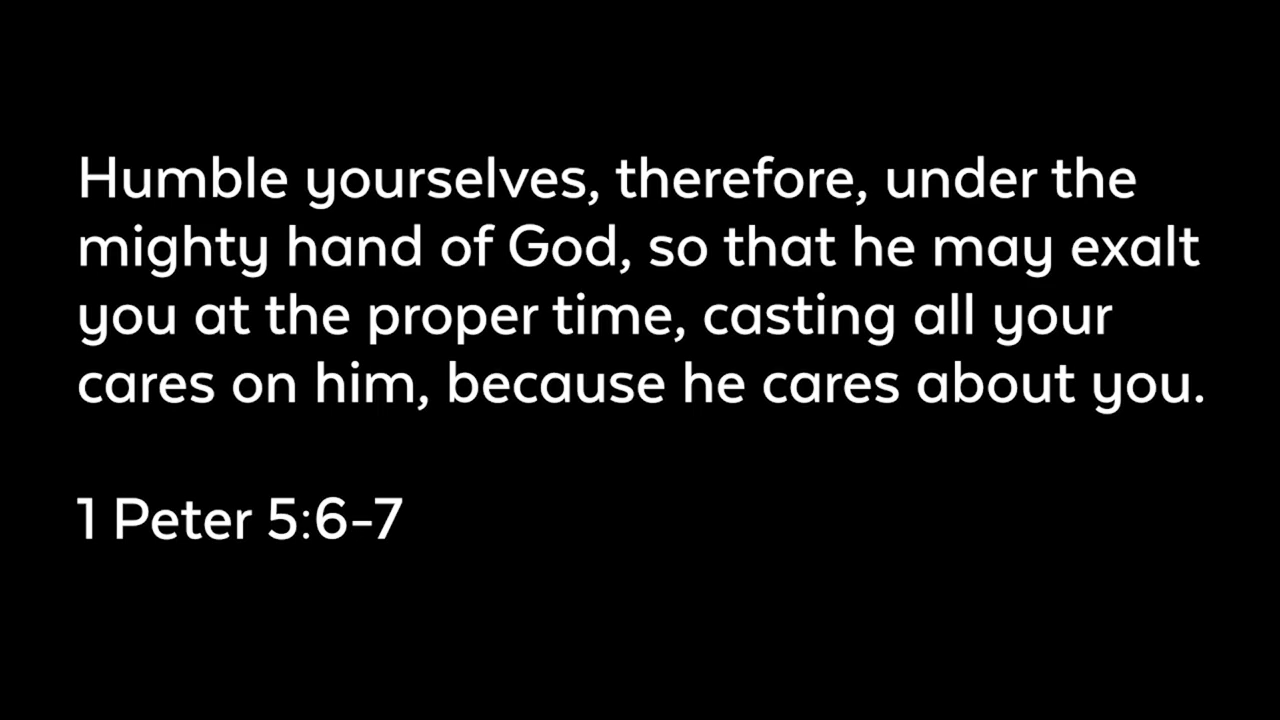 Humble yourselves, therefore, under the
mighty hand of God, so that he may exalt
you at the proper time, casting all your
cares on him, because he cares about you.
1 Peter 5:6-7